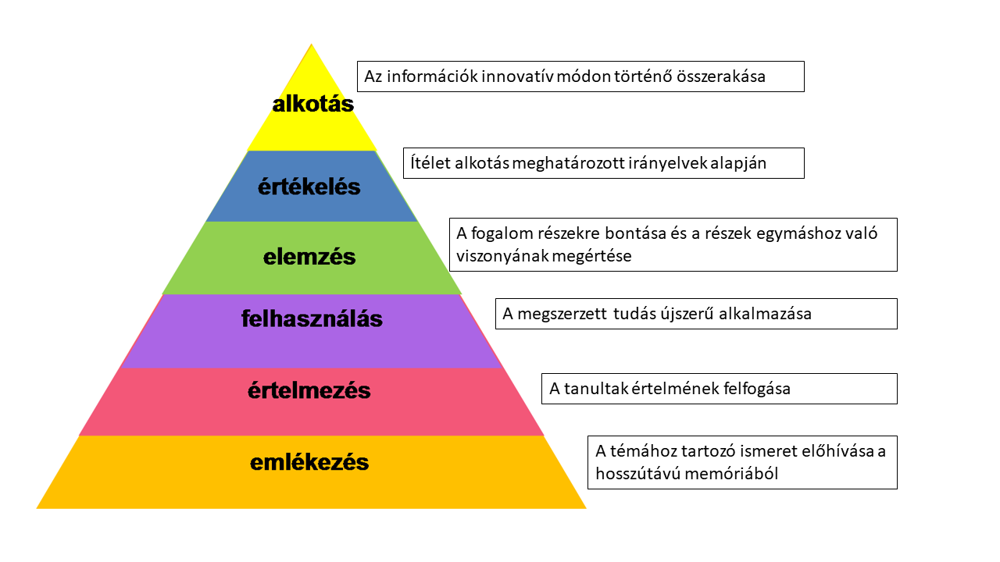 alkotás
Az információk innovatív módon történő összerakása
értékelés
Ítélet alkotás meghatározott irányelvek alapján
elemzés
A fogalom részekre bontása és a részek egymáshoz való
viszonyának megértése
felhasználás
A megszerzett tudás újszerű alkalmazása
értelmezés
A tanultak értelmének felfogása
emlékezés
A témához tartozó ismeret előhívása a
hosszútávú memóriából